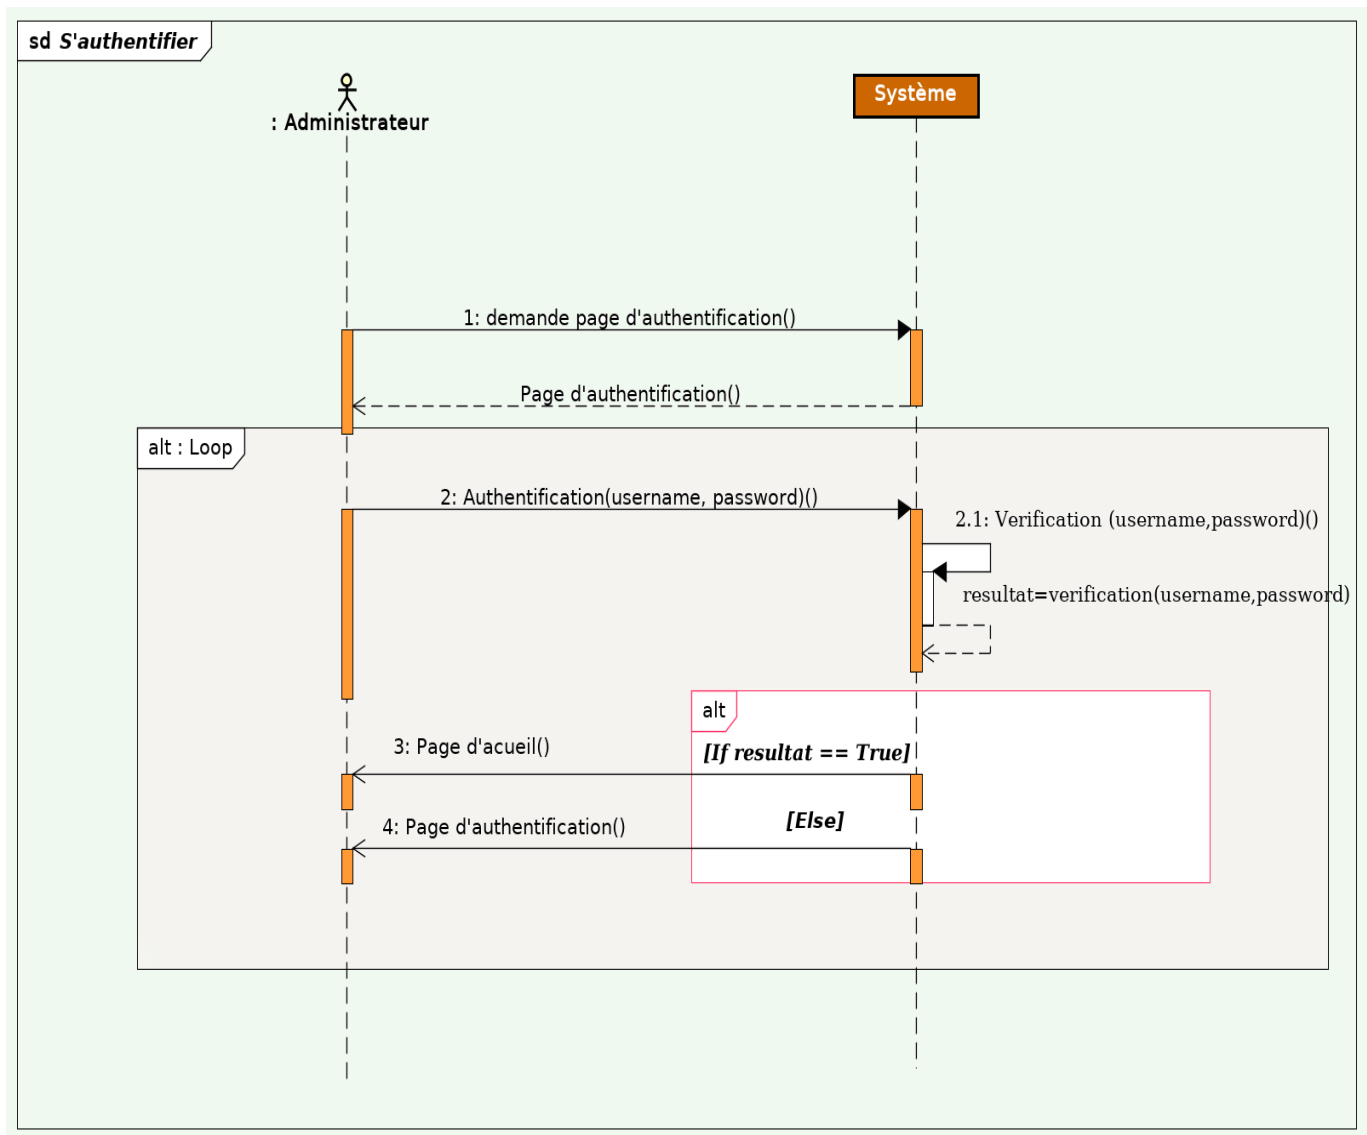 sd S'authentifier
Système
: Administrateur
1: demande page d'authentification()
Page d'authentification()
alt : Loop
2: Authentification(username, password)()
2.1: Verification (username,password)()
resultat=verification(username,password)
alt
3: Page d'acueil()
[If resultat == True]
[Else]
4: Page d'authentification()